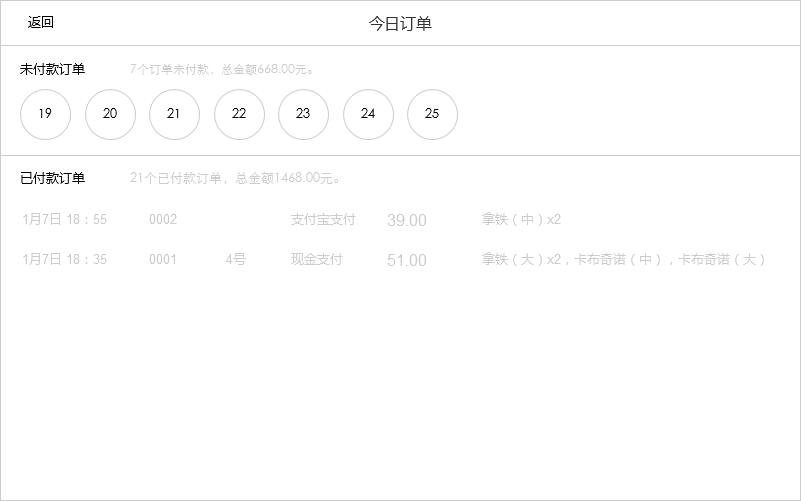 返回 今日订单
未付款订单 7个订单未付款，总金额668.00元。
19 20 21 22 23 24 25
已付款订单 21个已付款订单，总金额1468.00元。
1月7日 18：55 0002 支付宝支付 39.00 拿铁（中）x2
1月7日 18：35 0001 4号 现金支付 51.00 拿铁（大）x2，卡布奇诺（中），卡布奇诺（大）